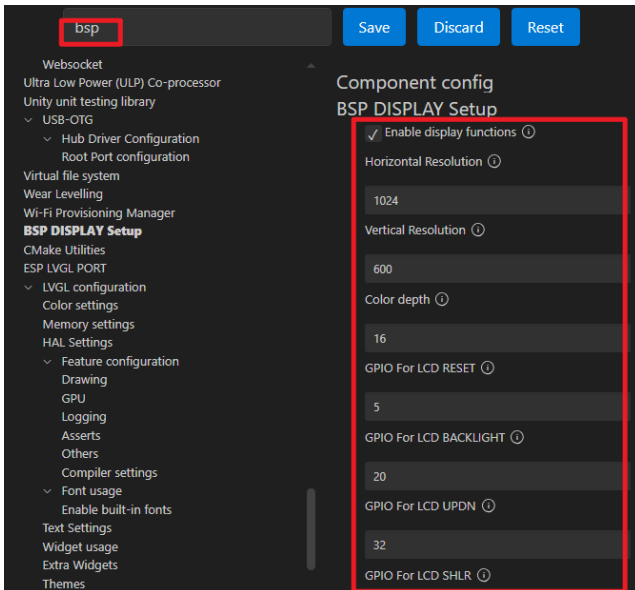 bsp
Save
Discard
Reset
Websocket
Ultra Low Power (ULP) Co-processor
Unity unit testing library
USB-OTG
Hub Driver Configuration
Root Port configuration
Virtual file system
Wear Levelling
Wi-Fi Provisioning Manager
BSP DISPLAY Setup
CMake Utilities
ESP LVGL PORT
LVGL configuration
Color settings
Memory settings
HAL Settings
Feature configuration
Drawing
GPU
Logging
Asserts
Others
Compiler settings
Font usage
Enable built-in fonts
Text Settings
Widget usage
Extra Widgets
Themes
Component config
BSP DISPLAY Setup
Enable display functions
Horizontal Resolution
1024
Vertical Resolution
600
Color depth
16
GPIO For LCD RESET
5
GPIO For LCD BACKLIGHT
20
GPIO For LCD UPDN
32
GPIO For LCD SHLR